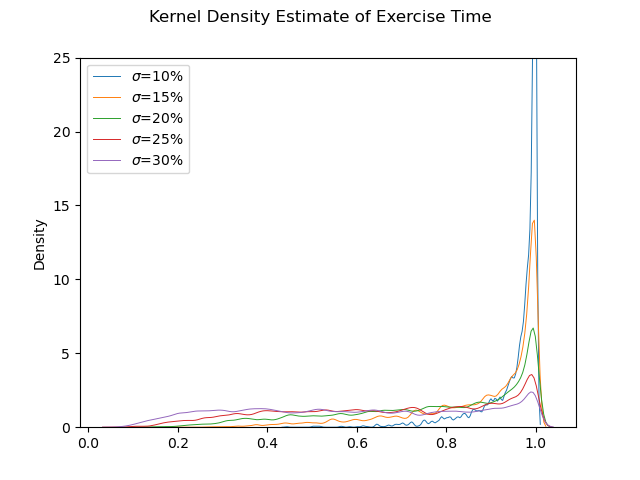 Kernel Density Estimate of Exercise Time
25
20
15
10
5
0
Density
σ=10%
σ=15%
σ=20%
σ=25%
σ=30%
0.0 0.2 0.4 0.6 0.8 1.0